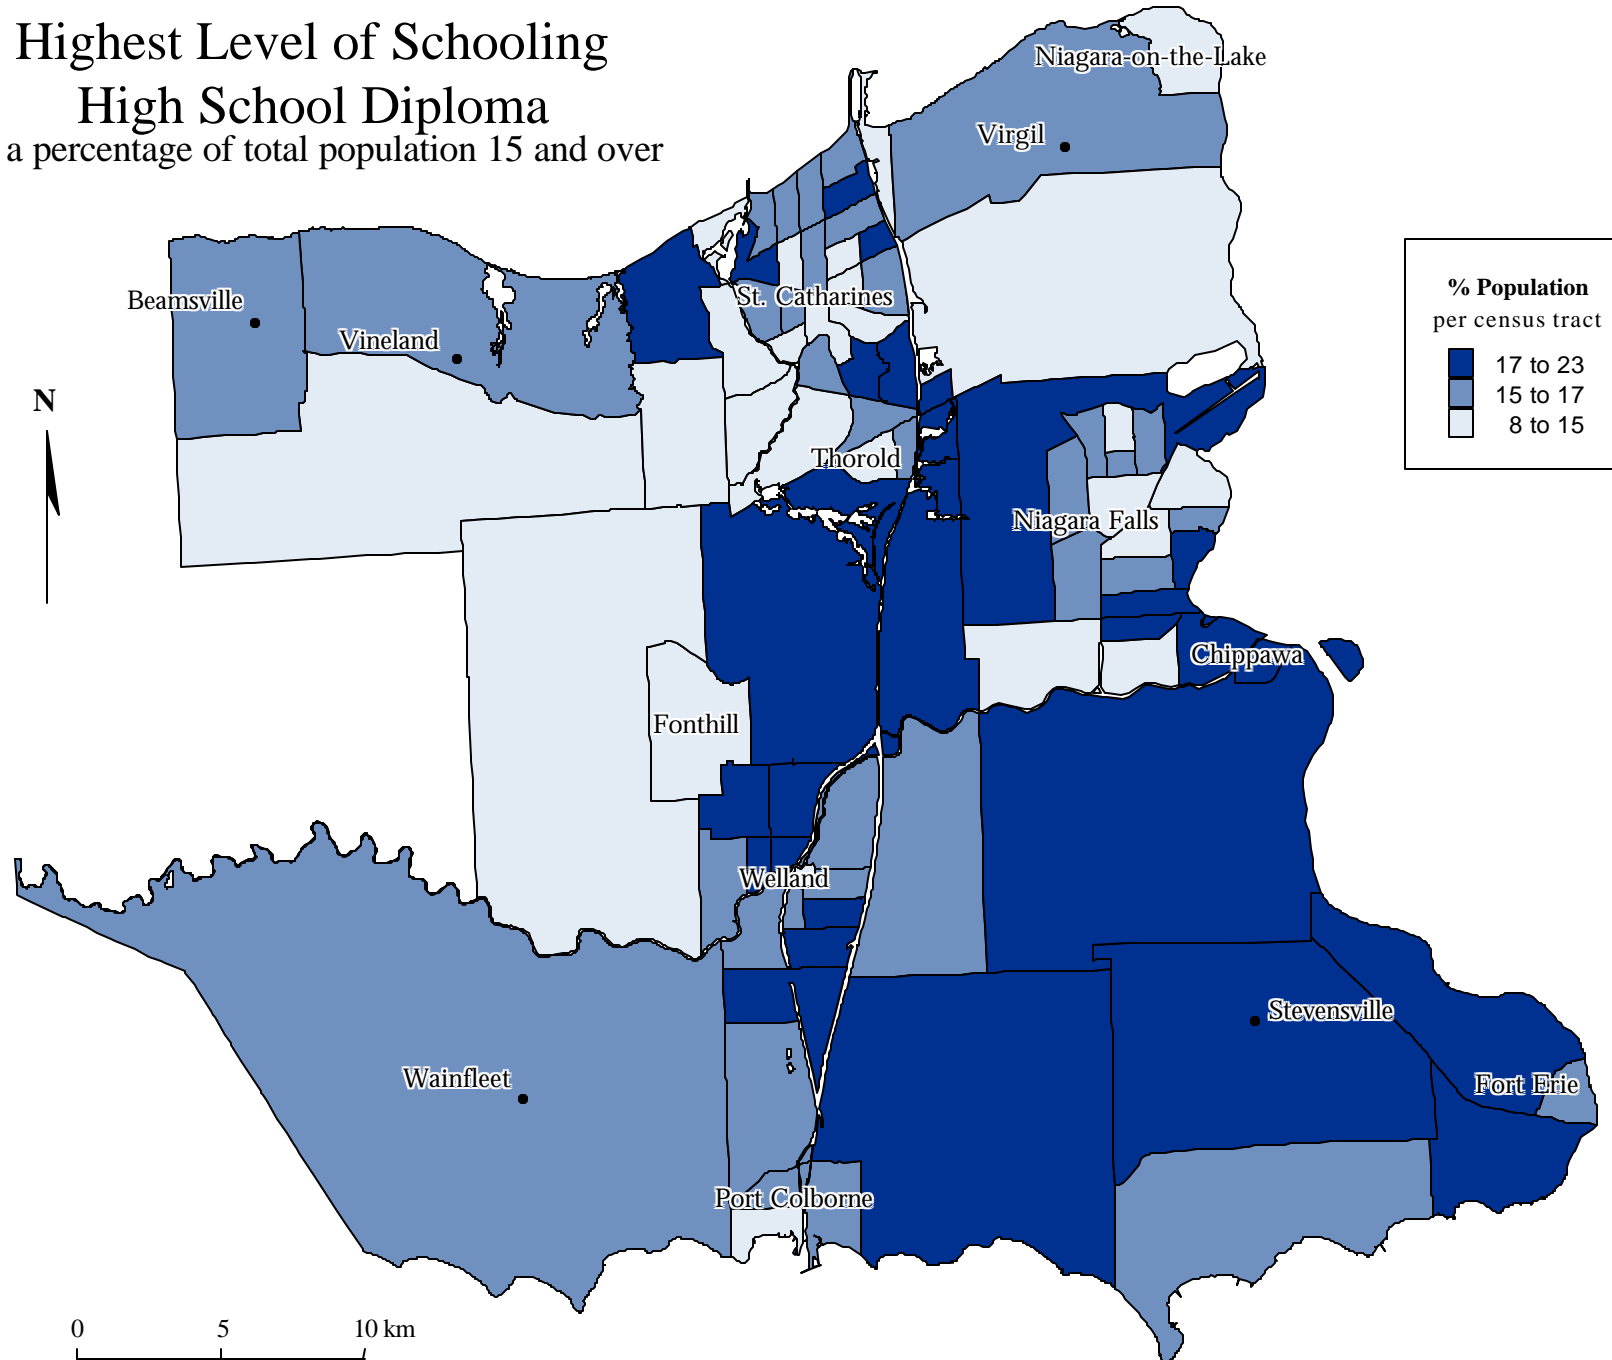 Highest Level of Schooling
High School Diploma
a percentage of total population 15 and over
Niagara-on-the-Lake
Virgil
Beamsville
St. Catharines
Vineland
% Population
per census tract
17 to 23
15 to 17
8 to 15
N
Thorold
Niagara Falls
Chippawa
Fonthill
Welland
Stevensville
Wainfleet
Fort Erie
Port Colborne
0 5 10 km